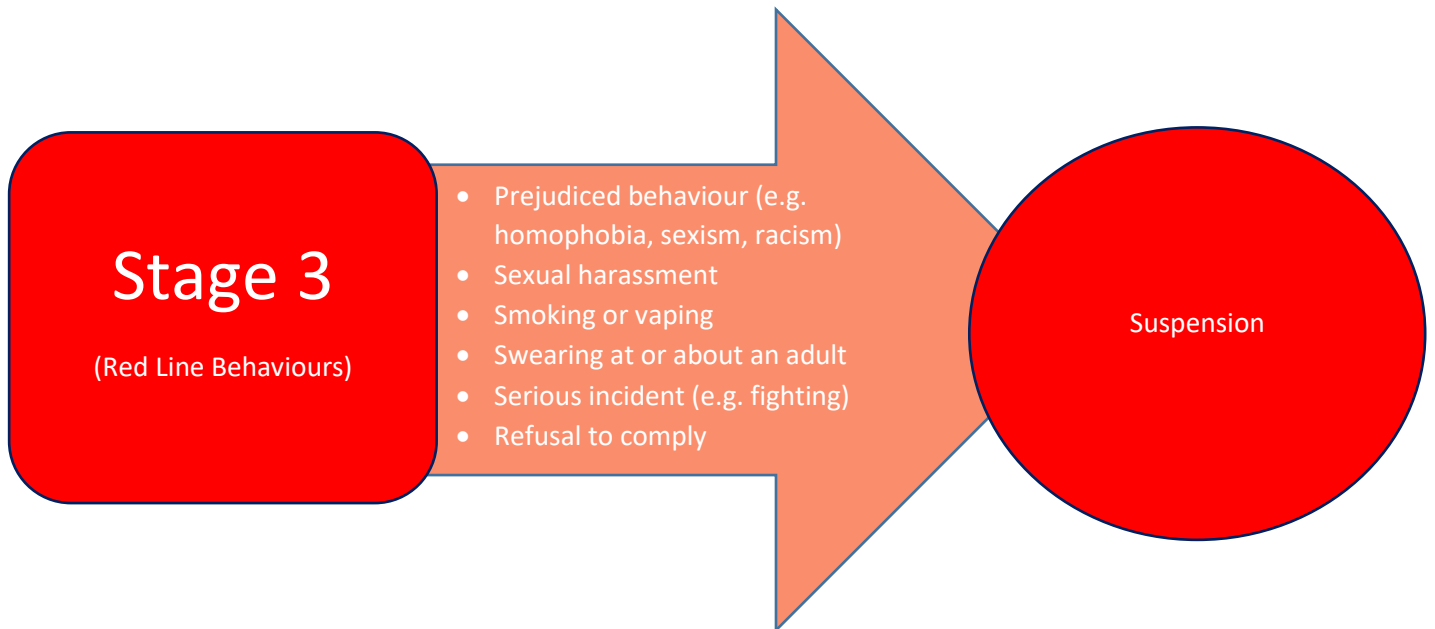 Stage 3
(Red Line Behaviours)
• Prejudiced behaviour (e.g.
homophobia, sexism, racism)
• Sexual harassment
• Smoking or vaping
• Swearing at or about an adult
• Serious incident (e.g. fighting)
• Refusal to comply
Suspension